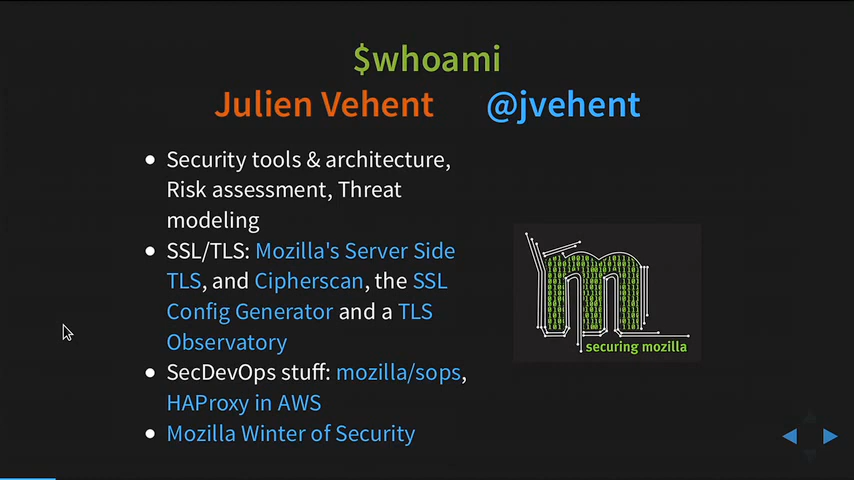 $whoami
Julien Vehent @jvehent
Security tools & architecture,
Risk assessment, Threat
modeling
SSL/TLS: Mozilla's Server Side
TLS, and Cipherscan, the SSL
Config Generator and a TLS
Observatory
SecDevOps stuff: mozilla/sops,
HAProxy in AWS
Mozilla Winter of Security
securing mozilla